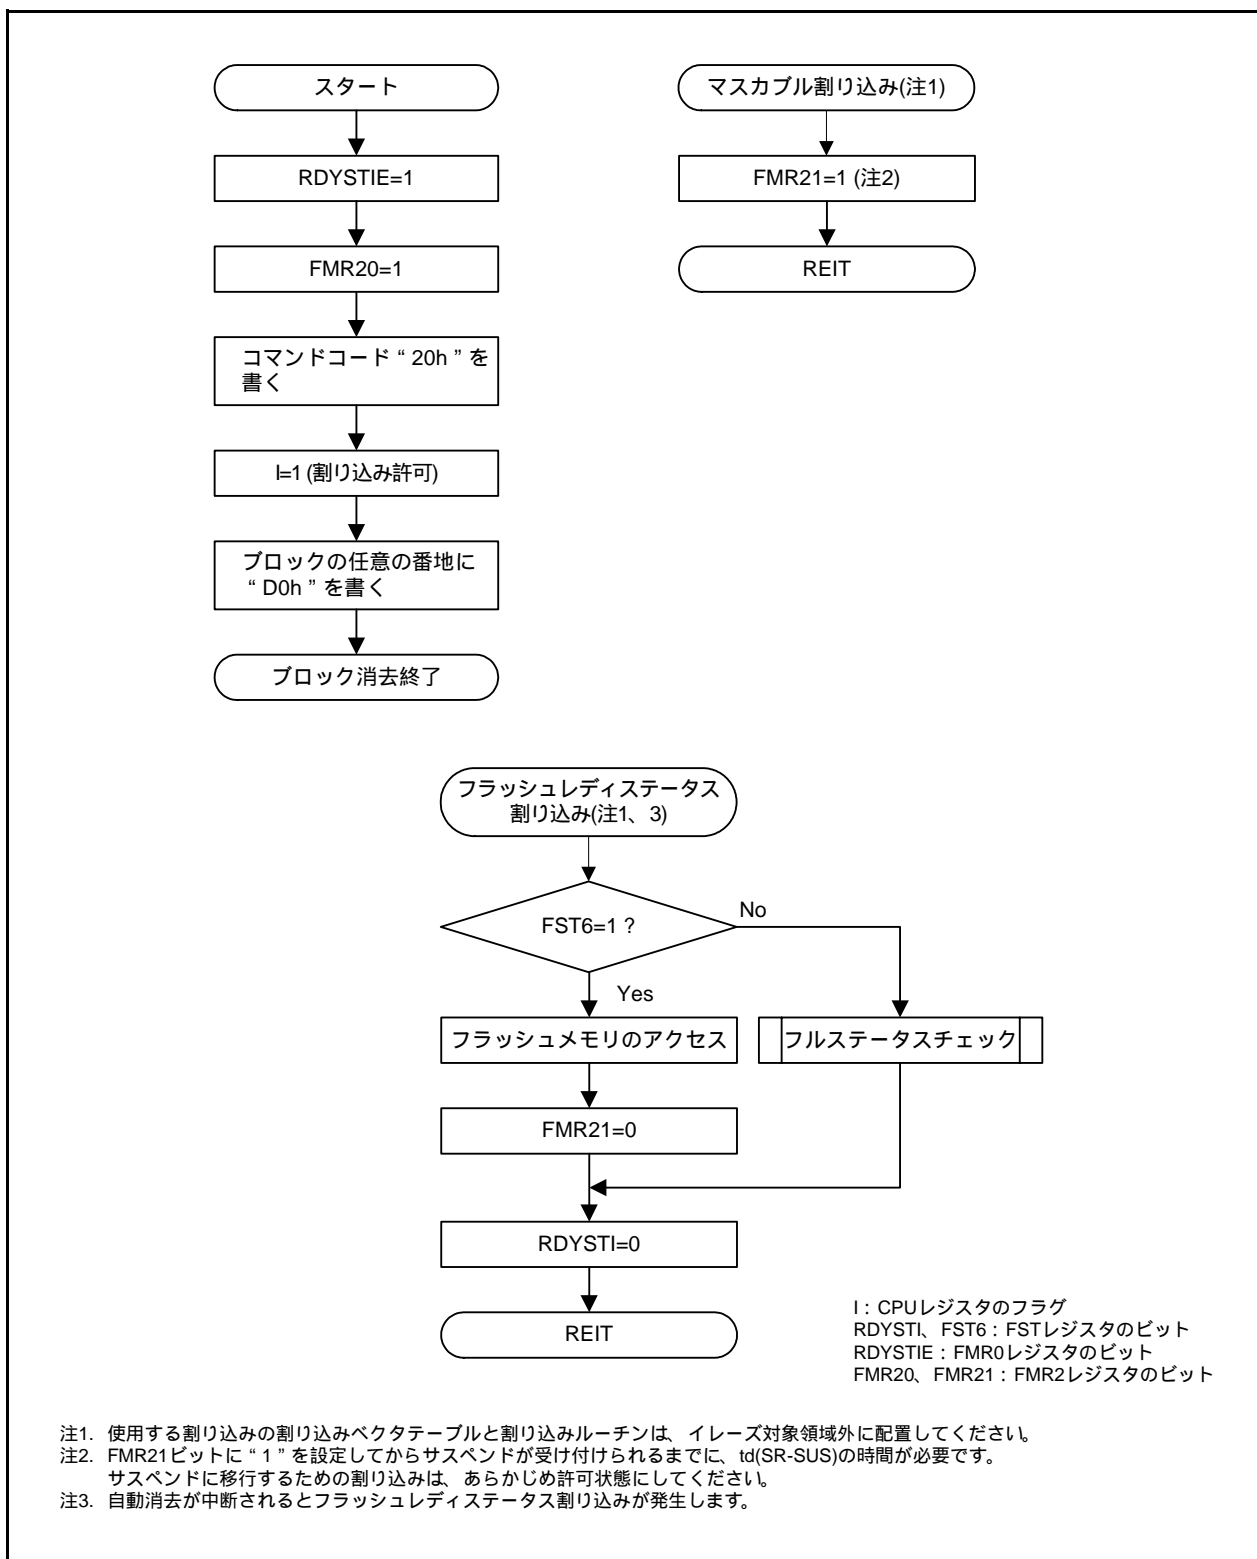 スタート
RDYSTIE=1
FMR20=1
コマンドコード“20h”を
書く
I=1 (割り込み許可)
ブロックの任意の番地に
“D0h”を書く
ブロック消去終了
マスカブル割り込み(注1)
FMR21=1 (注2)
REIT
フラッシュレディステータス
割り込み(注1、3)
FST6=1 ?
No
Yes
フラッシュメモリのアクセス
フルステータスチェック
FMR21=0
RDYSTI=0
REIT
I : CPUレジスタのフラグ
RDYSTI、FST6 : FSTレジスタのビット
RDYSTIE : FMR0レジスタのビット
FMR20、FMR21 : FMR2レジスタのビット
注1. 使用する割り込みの割り込みベクタテーブルと割り込みルーチンは、イレーズ対象領域外に配置してください。
注2. FMR21ビットに“1”を設定してからサスペンドが受け付けられるまでに、td(SR-SUS)の時間が必要です。
サスペンドに移行するための割り込みは、あらかじめ許可状態にしてください。
注3. 自動消去が中断されるとフラッシュレディステータス割り込みが発生します。